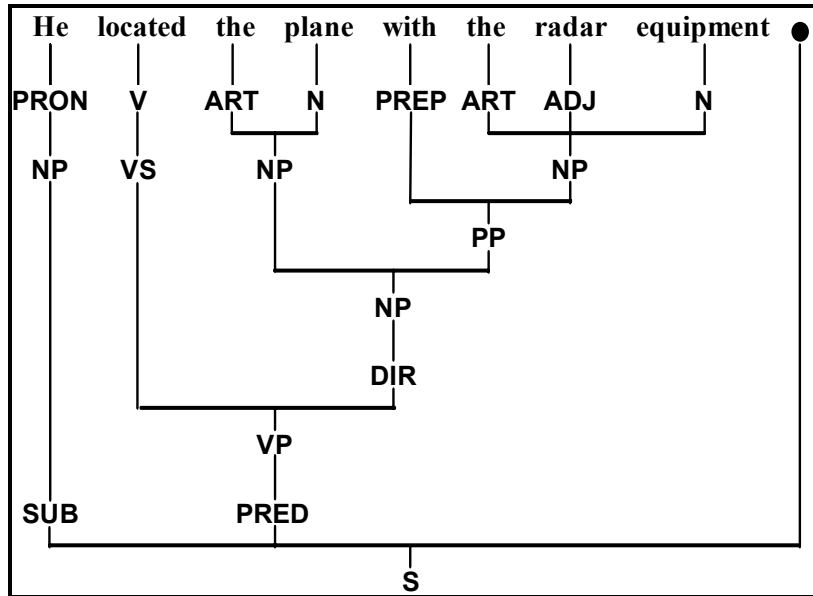 He located the plane with the radar equipment ●
PRON V ART N PREP ART ADJ N
NP VS NP NP
PP
NP
DIR
VP
SUB PRED
S